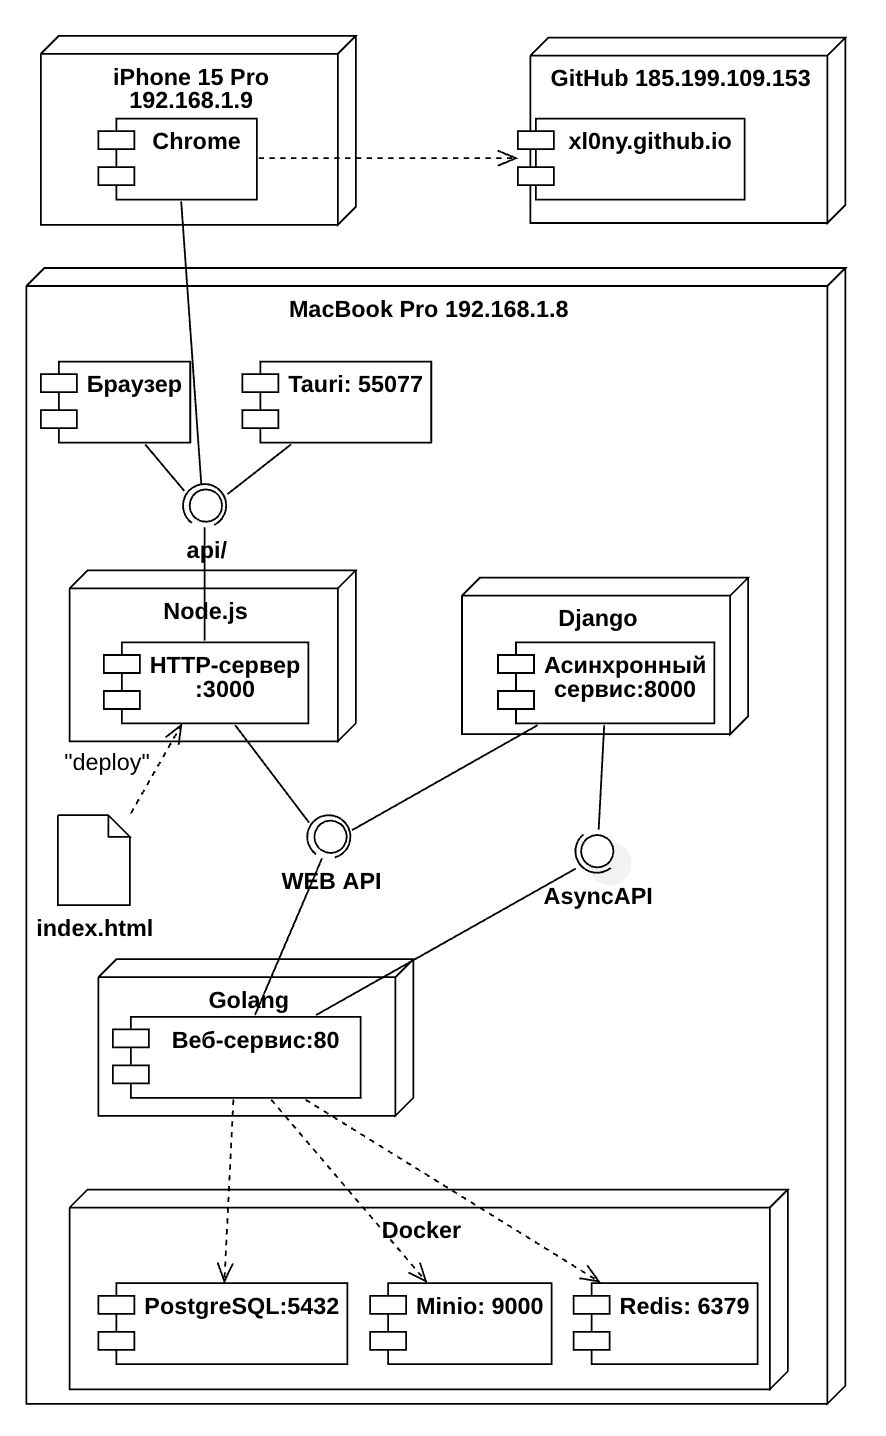 iPhone 15 Pro
192.168.1.9
Chrome
GitHub 185.199.109.153
xl0ny.github.io
MacBook Pro 192.168.1.8
Браузер
Tauri: 55077
api/
Node.js
HTTP-сервер
:3000
Django
Асинхронный
сервис:8000
"deploy"
index.html
WEB API
AsyncAPI
Golang
Веб-сервис:80
Docker
PostgreSQL:5432
Minio: 9000
Redis: 6379